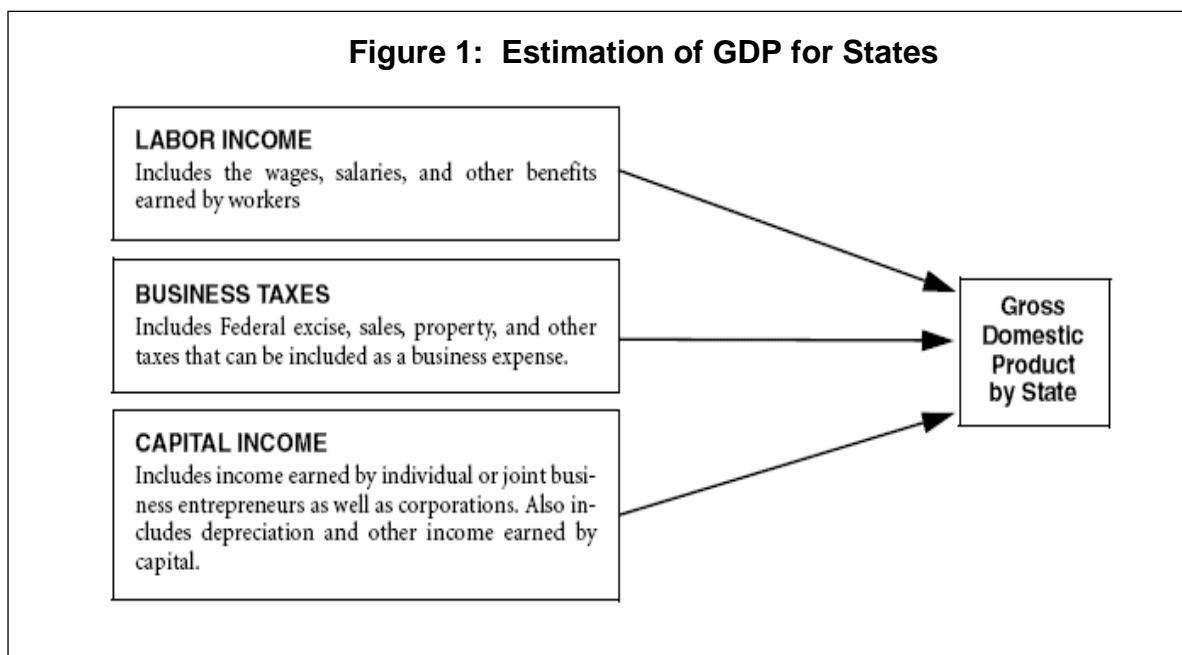 Figure 1:  Estimation of GDP for States
LABOR INCOME
Includes the wages, salaries, and other benefits
earned by workers
BUSINESS TAXES
Includes Federal excise, sales, property, and other
taxes that can be included as a business expense.
CAPITAL INCOME
Includes income earned by individual or joint busi-
ness entrepreneurs as well as corporations. Also in-
cludes depreciation and other income earned by
capital.
Gross
Domestic
Product
by State